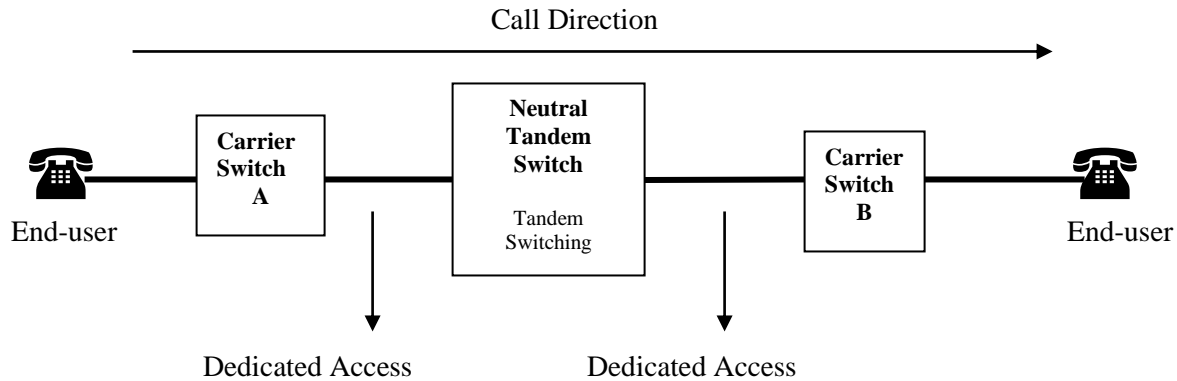 Call Direction
Neutral
Tandem
Switch
Tandem
Switching
Carrier
Switch
A
Carrier
Switch
B
End-user
End-user
Dedicated Access
Dedicated Access